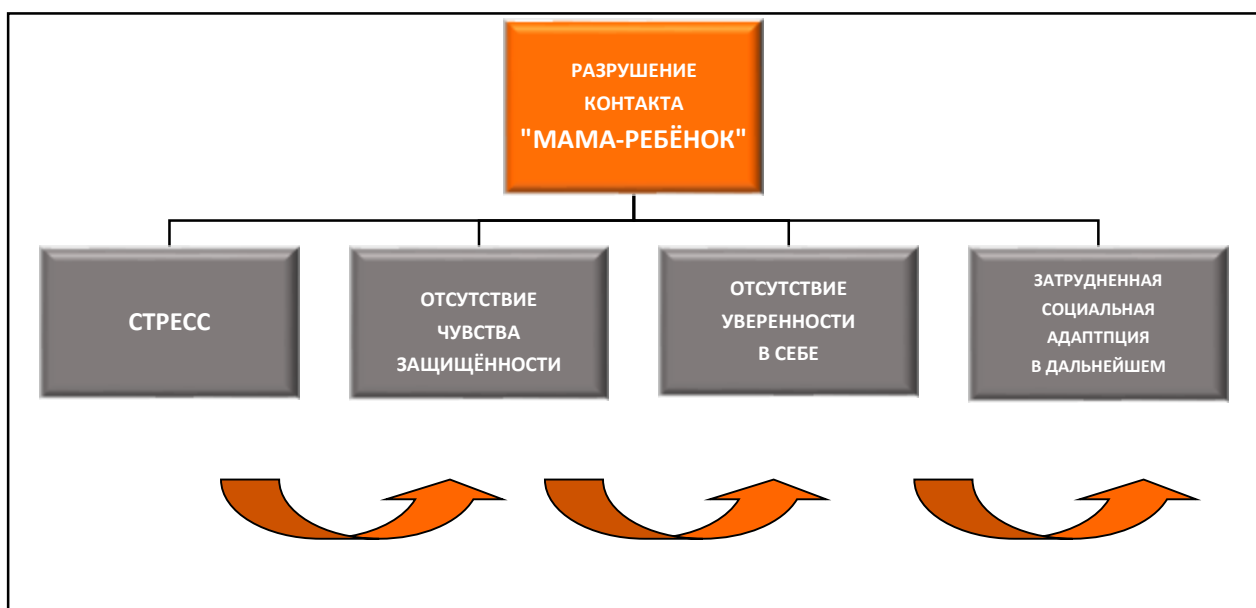 РАЗРУШЕНИЕ
КОНТАКТА
"МАМА-РЕБЁНОК"
СТРЕСС
ОТСУТСТВИЕ
ЧУВСТВА
ЗАЩИЩЁННОСТИ
ОТСУТСТВИЕ
УВЕРЕННОСТИ
В СЕБЕ
ЗАТРУДНЕННАЯ
СОЦИАЛЬНАЯ
АДАПТПЦИЯ
В ДАЛЬНЕЙШЕМ